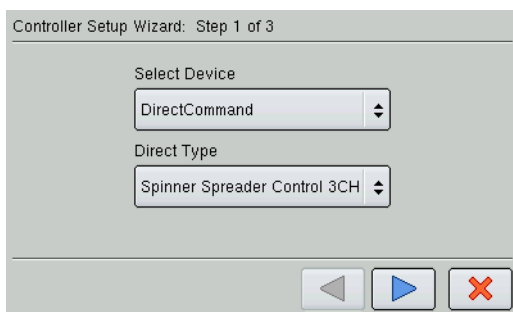 Controller Setup Wizard: Step 1 of 3
Select Device
DirectCommand
Direct Type
Spinner Spreader Control 3CH